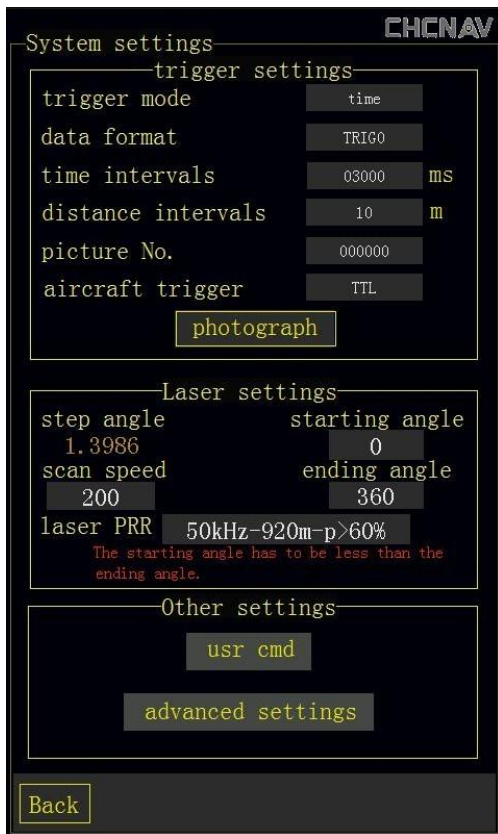 CHCNAV
System settings
trigger settings
trigger mode time
data format TRIGO
time intervals 03000 ms
distance intervals 10 m
picture No. 000000
aircraft trigger TTL
photograph
Laser settings
step angle starting angle
1.3986 0
scan speed ending angle
200 360
laser PRR 50kHz-920m-p>60%
The starting angle has to be less than the
ending angle.
Other settings
usr cmd
advanced settings
Back